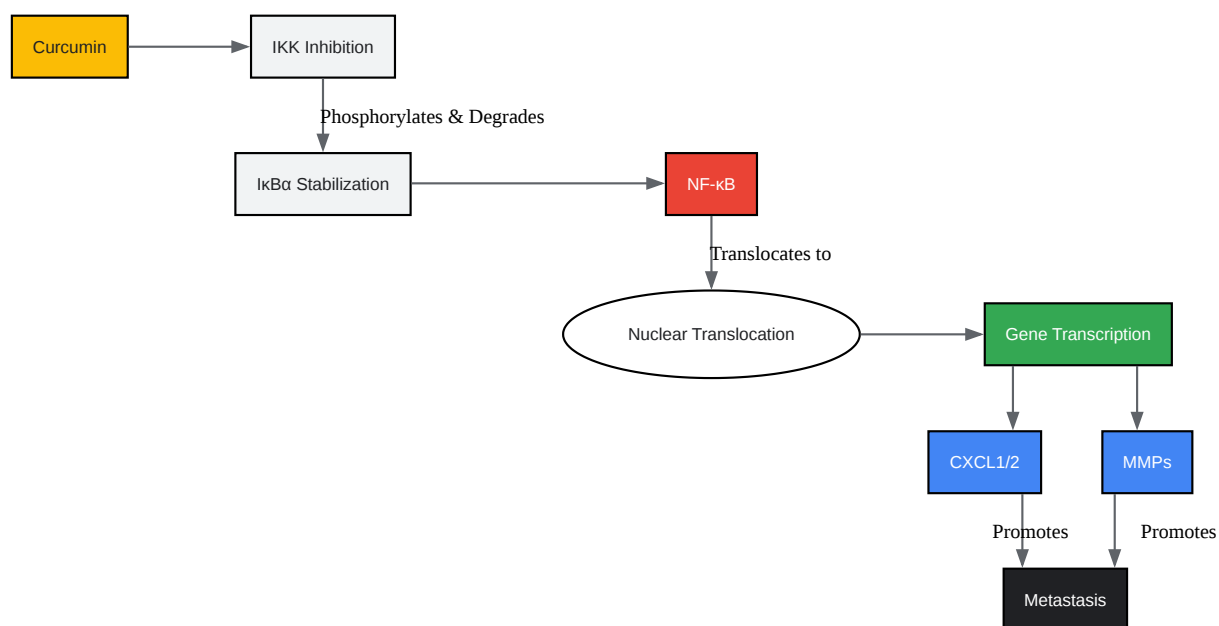 Curcumin
IKK Inhibition
Phosphorylates & Degrades
IκBα Stabilization
NF-κB
Translocates to
Nuclear Translocation
Gene Transcription
CXCL1/2
MMPs
Promotes
Promotes
Metastasis